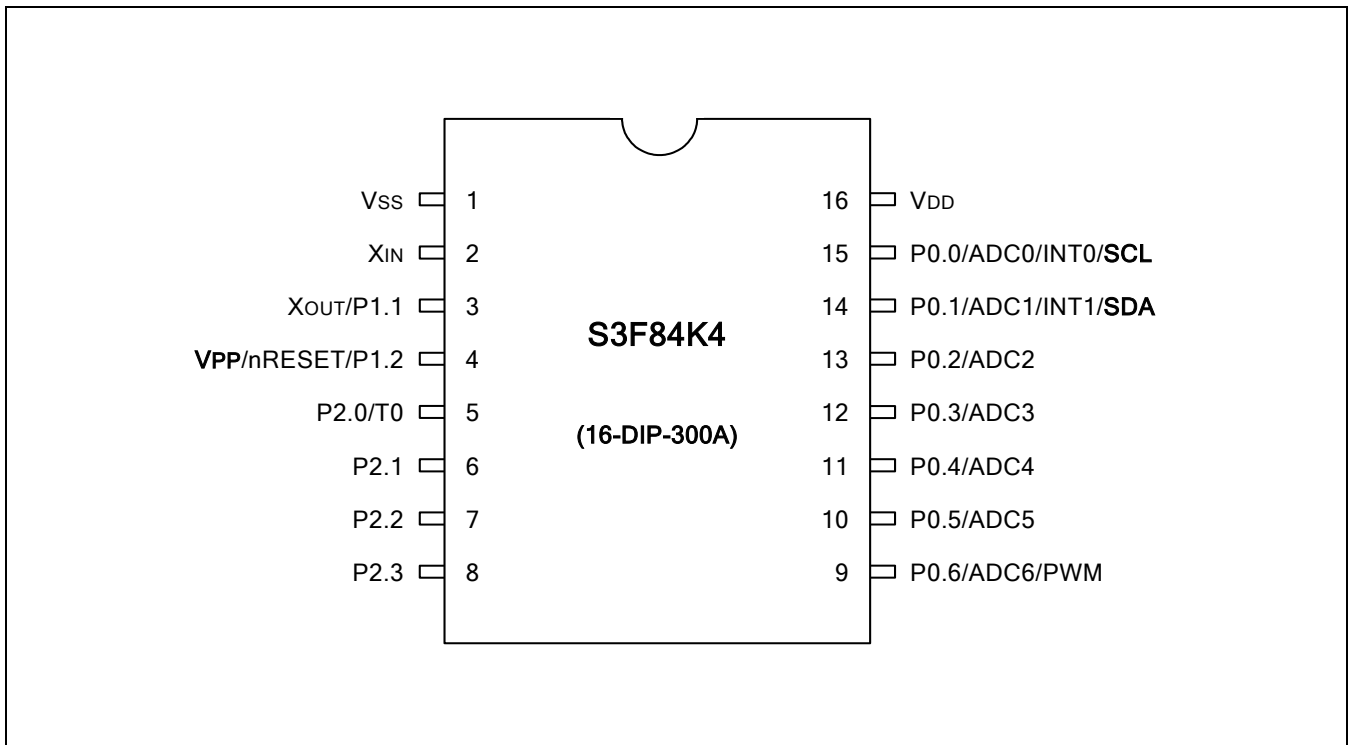 VSS 1
XIN 2
XOUT/P1.1 3
VPP/nRESET/P1.2 4
P2.0/T0 5
P2.1 6
P2.2 7
P2.3 8
S3F84K4
(16-DIP-300A)
16 VDD
15 P0.0/ADC0/INT0/SCL
14 P0.1/ADC1/INT1/SDA
13 P0.2/ADC2
12 P0.3/ADC3
11 P0.4/ADC4
10 P0.5/ADC5
9 P0.6/ADC6/PWM